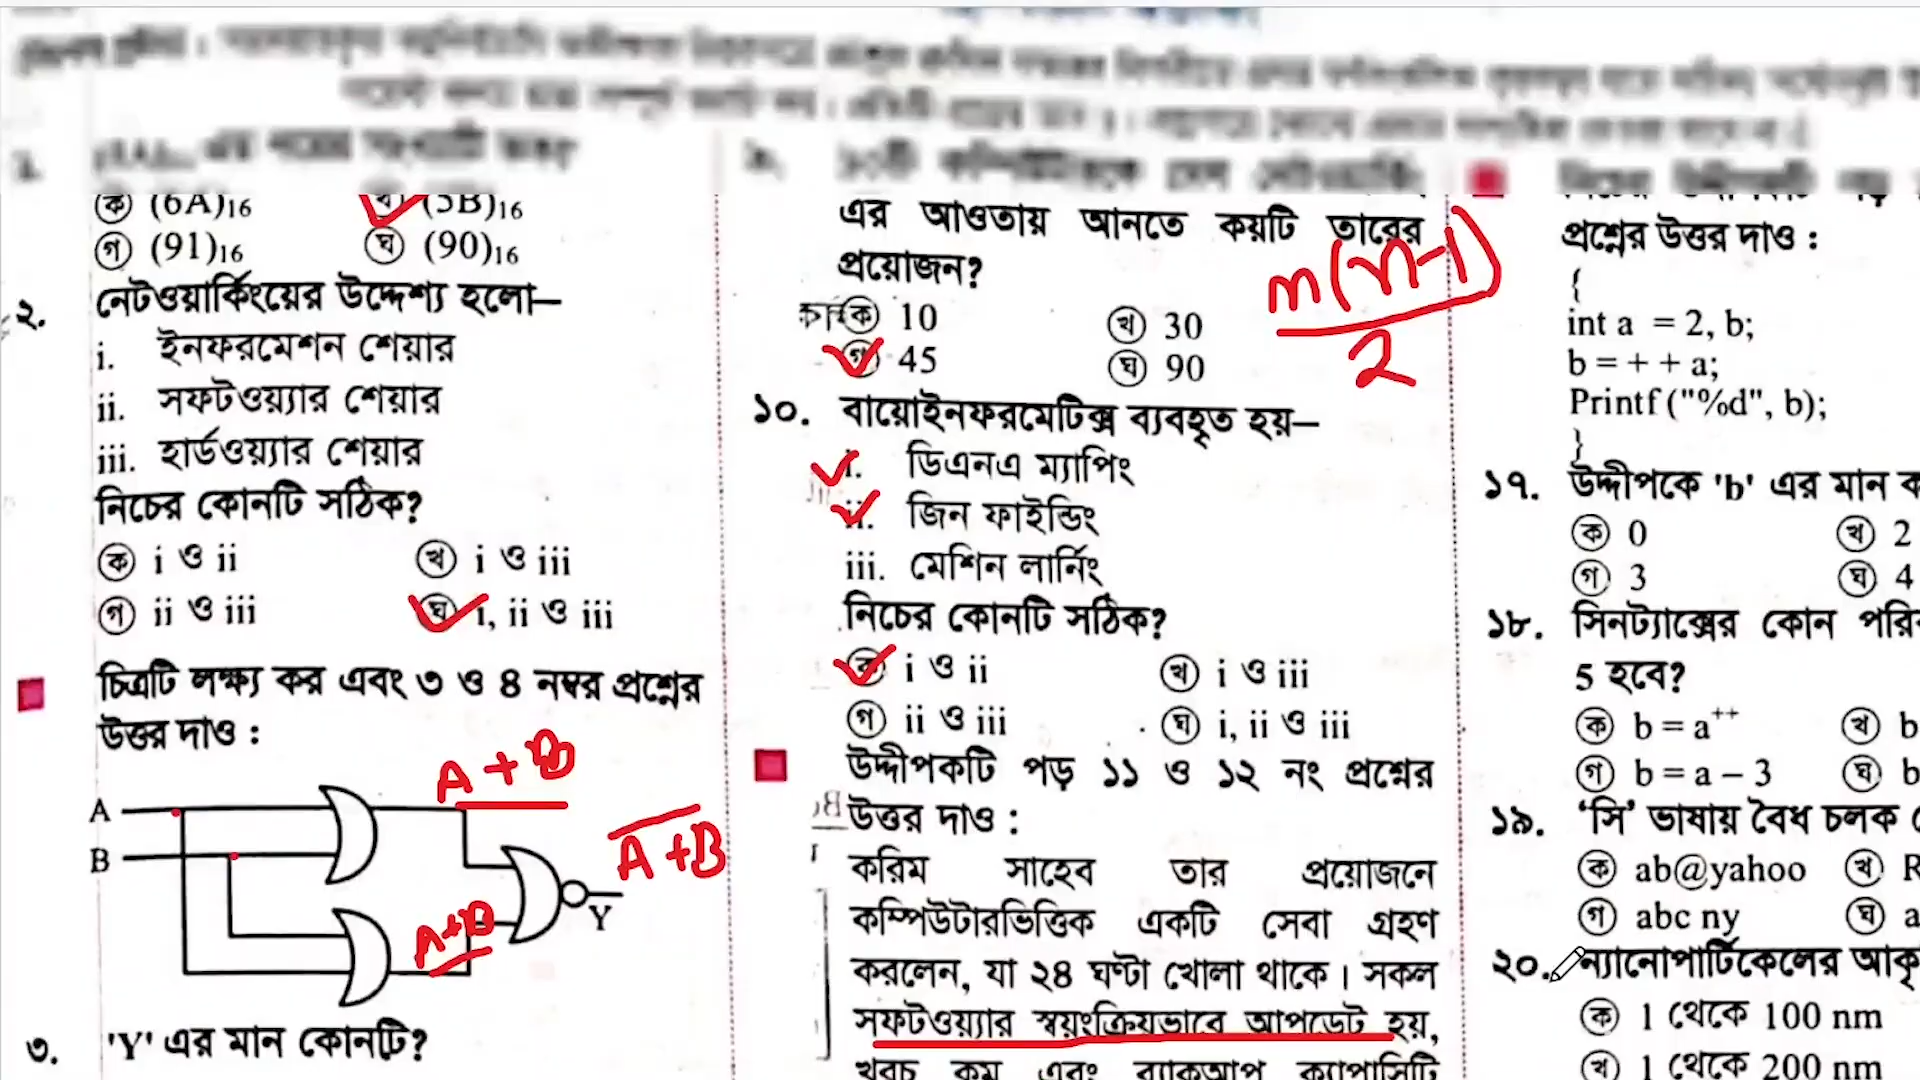 (6A)₁₆ (5B)₁₆
গ (91)₁₆ ঘ (90)₁₆
২. নেটওয়ার্কিংয়ের উদ্দেশ্য হলো—
i. ইনফরমেশন শেয়ার
ii. সফটওয়্যার শেয়ার
iii. হার্ডওয়্যার শেয়ার
নিচের কোনটি সঠিক?
ক i ও ii খ i ও iii
গ ii ও iii ঘ i, ii ও iii
চিত্রটি লক্ষ্য কর এবং ৩ ও ৪ নম্বর প্রশ্নের
উত্তর দাও :
A + B
A
B
A+B
A+B
Y
৩. 'Y' এর মান কোনটি?
এর আওতায় আনতে কয়টি তারের
প্রয়োজন?
n(n-1)
2
ক 10 খ 30
গ 45 ঘ 90
১০. বায়োইনফরমেটিক্স ব্যবহৃত হয়—
i. ডিএনএ ম্যাপিং
ii. জিন ফাইন্ডিং
iii. মেশিন লার্নিং
নিচের কোনটি সঠিক?
ক i ও ii খ i ও iii
গ ii ও iii ঘ i, ii ও iii
উদ্দীপকটি পড় ১১ ও ১২ নং প্রশ্নের
উত্তর দাও :
করিম সাহেব তার প্রয়োজনে
কম্পিউটারভিত্তিক একটি সেবা গ্রহণ
করলেন, যা ২৪ ঘণ্টা খোলা থাকে। সকল
সফটওয়্যার স্বয়ংক্রিয়ভাবে আপডেট হয়,
খরচ কম এবং ব্যাকআপ ক্যাপাসিটি
প্রশ্নের উত্তর দাও :
{
int a = 2, b;
b = + + a;
Printf ("%d", b);
}
১৭. উদ্দীপকে 'b' এর মান
ক 0 খ 2
গ 3 ঘ 4
১৮. সিনট্যাক্সের কোন
5 হবে?
ক b = a⁺⁺ খ b
গ b = a – 3 ঘ b
১৯. ‘সি’ ভাষায় বৈধ চলক
ক ab@yahoo খ
গ abc ny ঘ a
২০. ন্যানোপার্টিকেলের
ক 1 থেকে 100 nm
খ 1 থেকে 200 nm